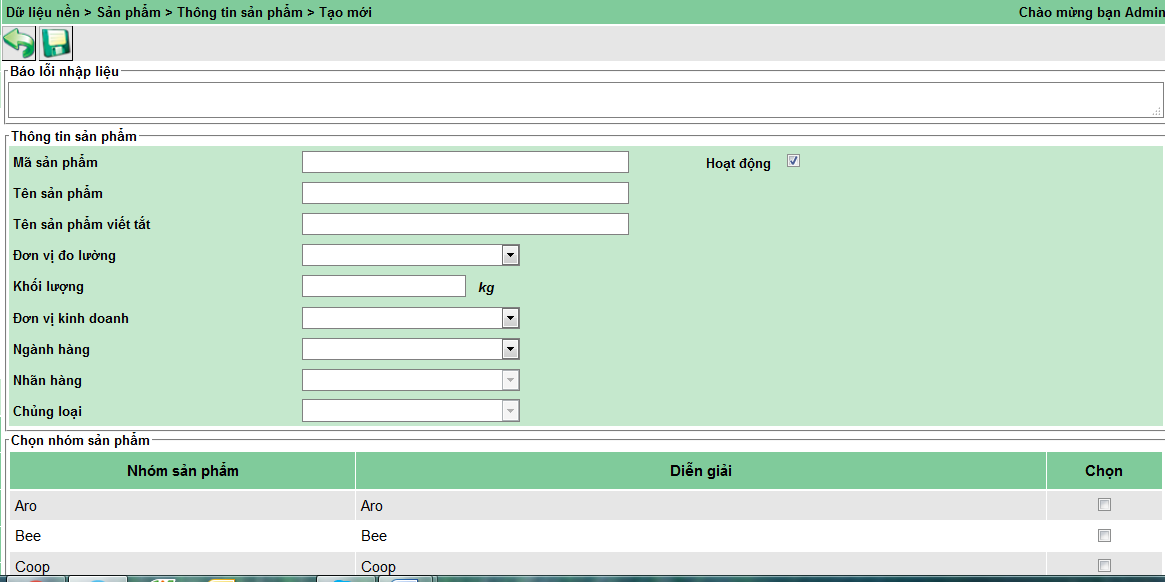 Dữ liệu nền > Sản phẩm > Thông tin sản phẩm > Tạo mới Chào mừng bạn Admin
Báo lỗi nhập liệu
Thông tin sản phẩm
Mã sản phẩm Hoạt động
Tên sản phẩm
Tên sản phẩm viết tắt
Đơn vị đo lường
Khối lượng kg
Đơn vị kinh doanh
Ngành hàng
Nhãn hàng
Chủng loại
Chọn nhóm sản phẩm
Nhóm sản phẩm Diễn giải Chọn
Aro Aro
Bee Bee
Coop Coop